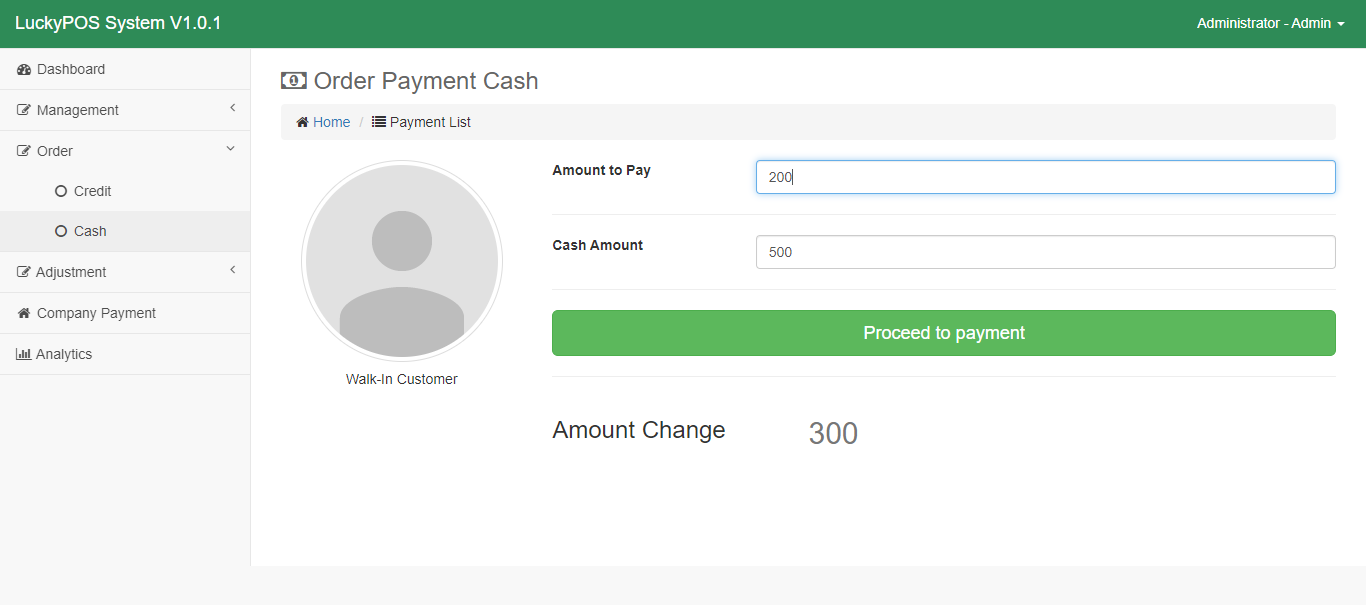 LuckyPOS System V1.0.1
Administrator - Admin
Dashboard
Management
Order
Credit
Cash
Adjustment
Company Payment
Analytics
Order Payment Cash
Home / Payment List
Walk-In Customer
Amount to Pay
200
Cash Amount
500
Proceed to payment
Amount Change 300